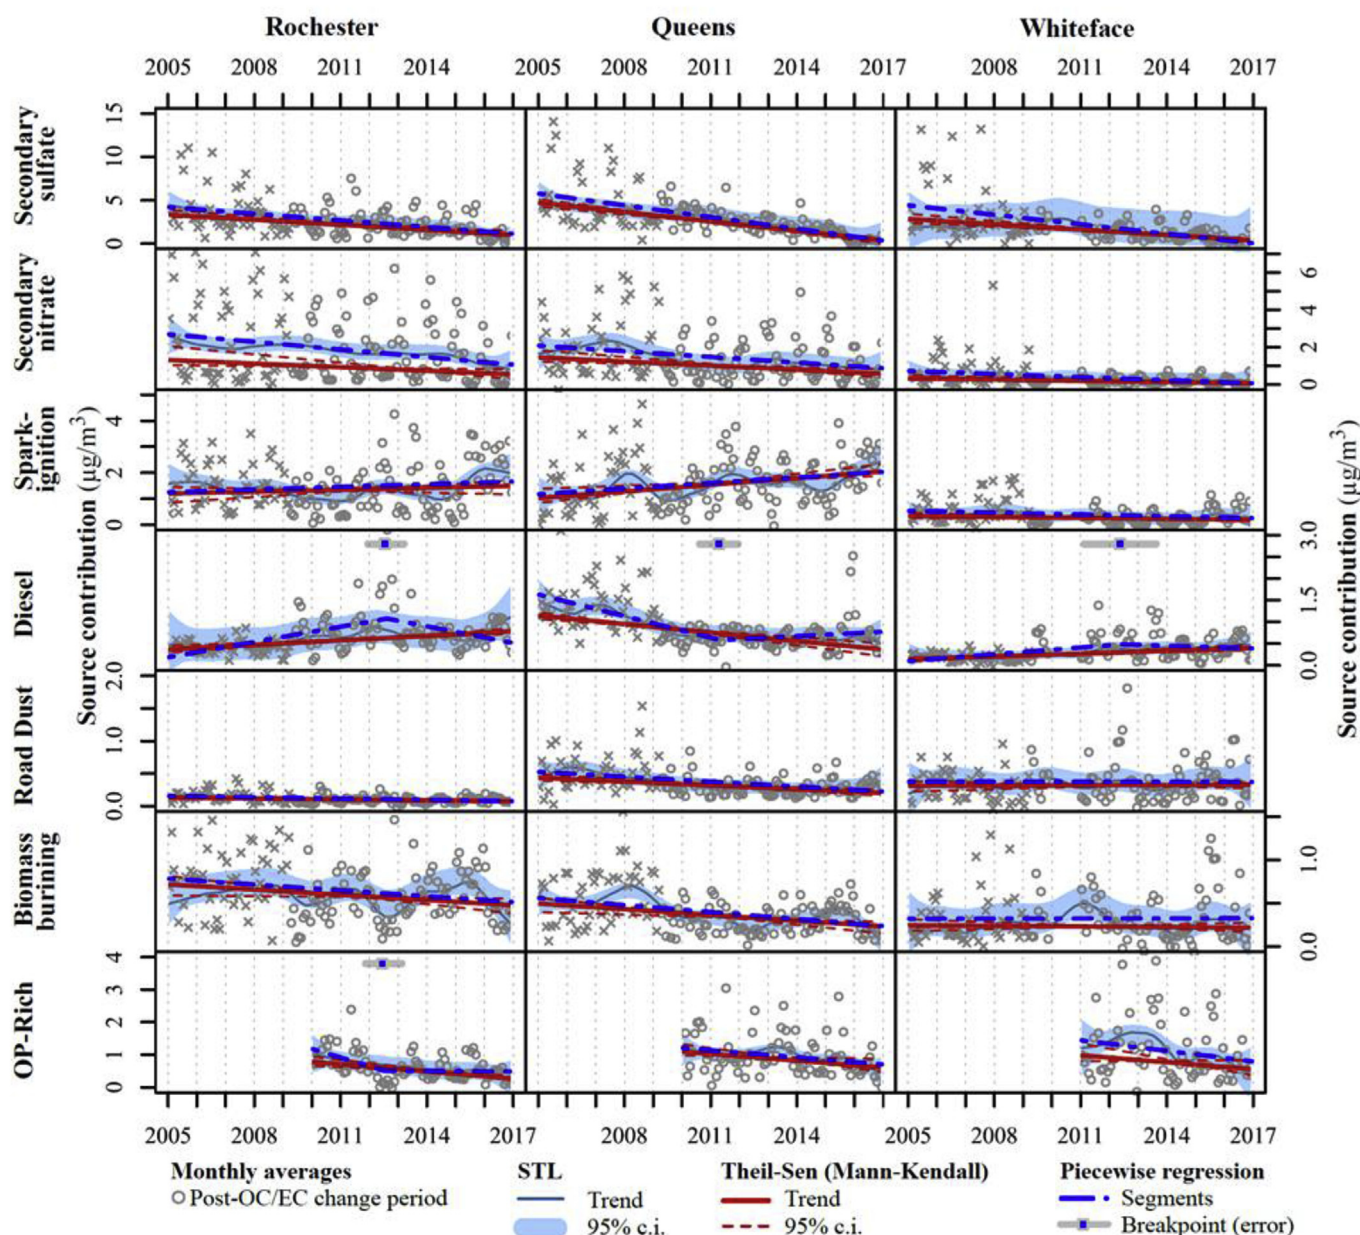 Rochester Queens Whiteface
2005 2008 2011 2014 2005 2008 2011 2014 2017 2008 2011 2014 2017
Secondary
sulfate
15
10
5
0
Secondary
nitrate
6
4
2
0
Spark-
ignition
4
2
0
Source contribution (μg/m³)
Source contribution (μg/m³)
Diesel
0.0
3.0
1.5
0.0
Road Dust
2.0
1.0
0.0
Biomass
burining
1.0
0.0
OP-Rich
4
3
2
1
0
2005 2008 2011 2014 2017 2008 2011 2014 2005 2008 2011 2014 2017
Monthly averages STL Theil-Sen (Mann-Kendall) Piecewise regression
Post-OC/EC change period Trend Trend Segments
95% c.i. 95% c.i. Breakpoint (error)